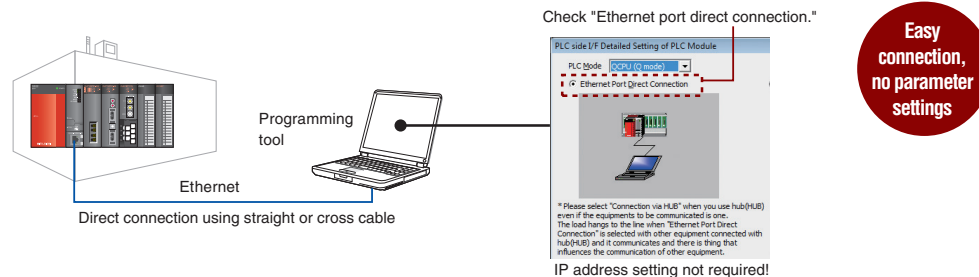 Check "Ethernet port direct connection."
Easy
connection,
no parameter
settings
PLC side I/F Detailed Setting of PLC Module
PLC Mode QCPU (Q mode)
Ethernet Port Direct Connection
Programming
tool
Ethernet
Direct connection using straight or cross cable
* Please select "Connection via HUB" when you use hub(HUB)
even if the equipments to be communicated is one.
The load hangs to the line when "Ethernet Port Direct
Connection" is selected with other equipment connected with
hub(HUB) and it communicates and there is thing that
influences the communication of other equipment.
IP address setting not required!